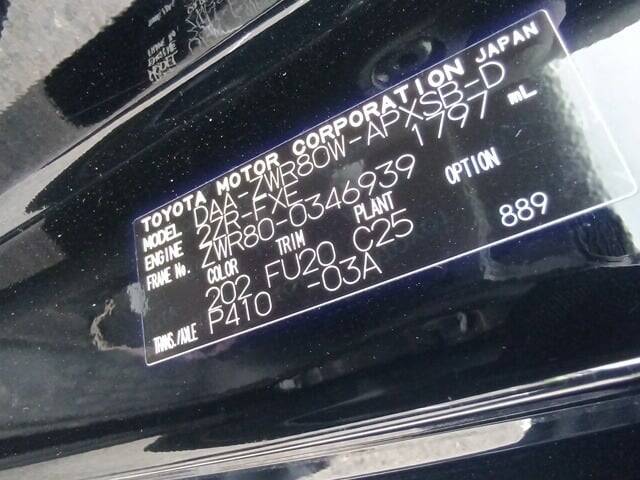 TOYOTA MOTOR CORPORATION JAPAN
MODEL DAA-ZWR80W-APXSB-D
ENGINE 2ZR-FXE 1797 mL
FRAME No. ZWR80-0346939
COLOR TRIM PLANT OPTION
202 FU20 C25 889
TRANS./AXLE P410 -03A